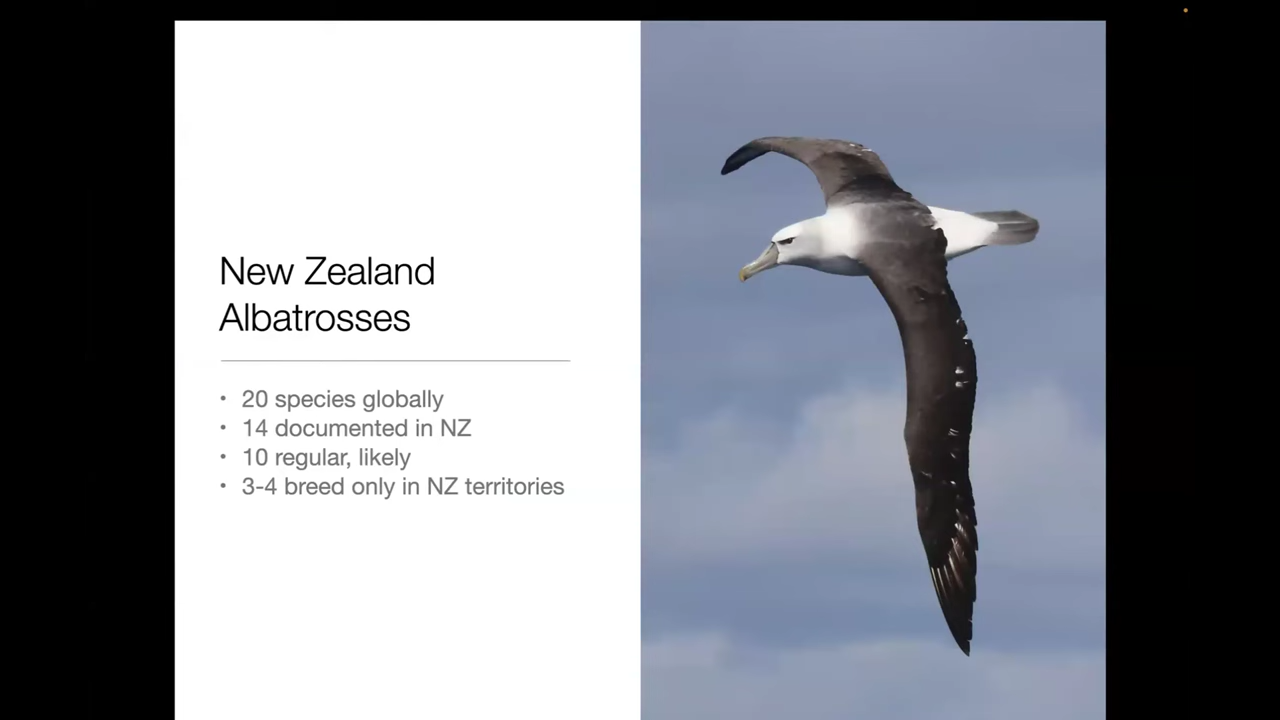 New Zealand
Albatrosses
• 20 species globally
• 14 documented in NZ
• 10 regular, likely
• 3-4 breed only in NZ territories